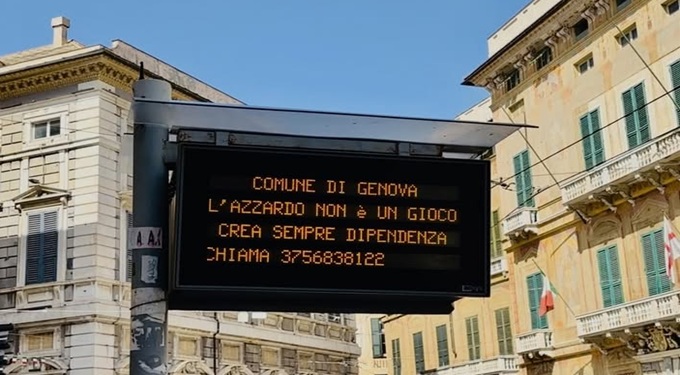 COMUNE DI GENOVA
L'AZZARDO NON è UN GIOCO
CREA SEMPRE DIPENDENZA
CHIAMA 3756838122